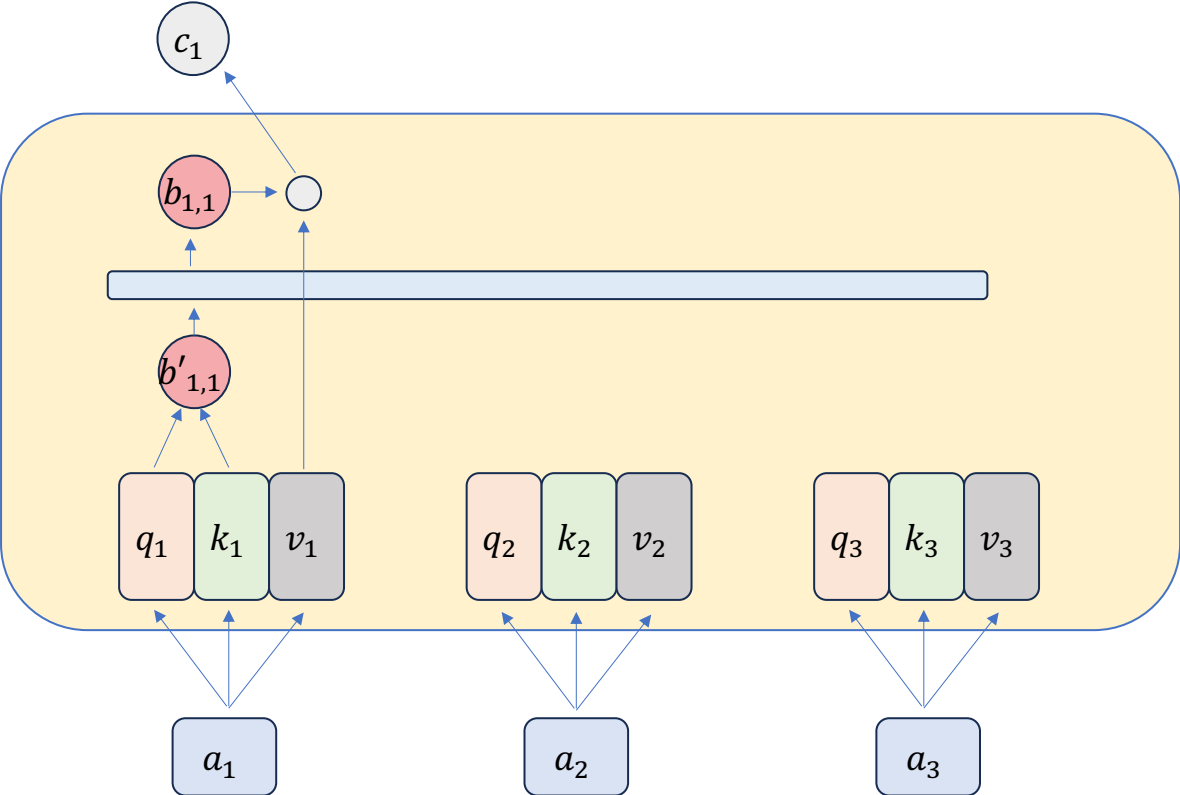 c₁
b₁,₁
b′₁,₁
q₁ k₁ v₁ q₂ k₂ v₂ q₃ k₃ v₃
a₁ a₂ a₃